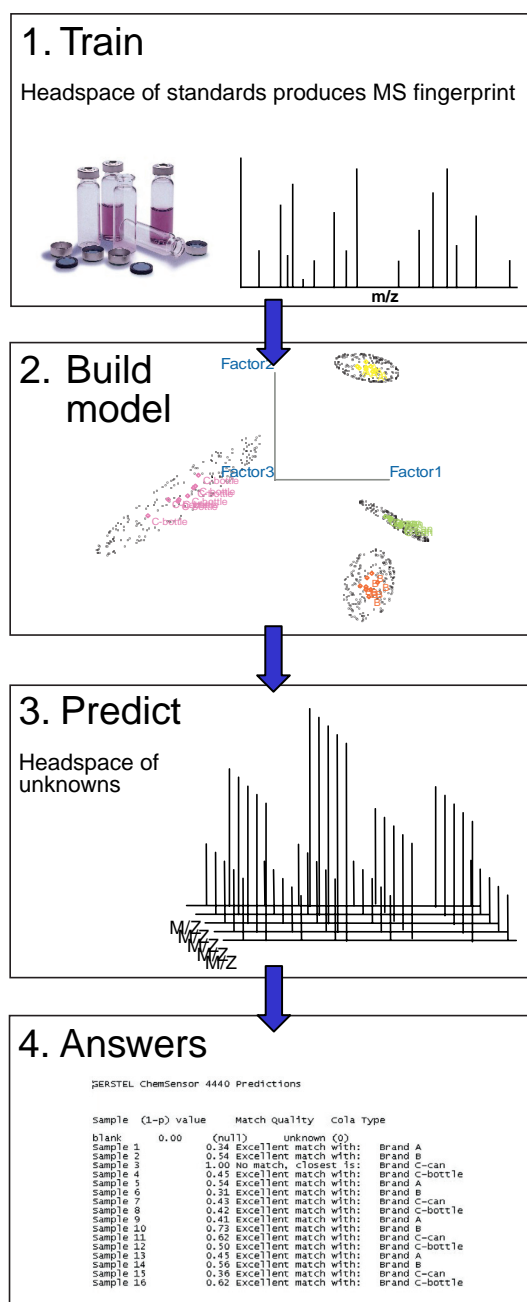 1. Train
Headspace of standards produces MS fingerprint
m/z
2. Build
model
Factor2
Factor3
Factor1
C-bottle
C-bottle
C-bottle
C-bottle
C-bottle
C-bottle
3. Predict
Headspace of
unknowns
M/Z
M/Z
M/Z
M/Z
M/Z
4. Answers
GERSTEL ChemSensor 4440 Predictions
Sample (1-p) value Match Quality Cola Type
blank 0.00 (null) Unknown (0)
Sample 1 0.34 Excellent match with: Brand A
Sample 2 0.54 Excellent match with: Brand B
Sample 3 1.00 No match, closest is: Brand C-can
Sample 4 0.45 Excellent match with: Brand C-bottle
Sample 5 0.54 Excellent match with: Brand A
Sample 6 0.31 Excellent match with: Brand B
Sample 7 0.43 Excellent match with: Brand C-can
Sample 8 0.42 Excellent match with: Brand C-bottle
Sample 9 0.41 Excellent match with: Brand A
Sample 10 0.73 Excellent match with: Brand B
Sample 11 0.62 Excellent match with: Brand C-can
Sample 12 0.50 Excellent match with: Brand C-bottle
Sample 13 0.45 Excellent match with: Brand A
Sample 14 0.56 Excellent match with: Brand B
Sample 15 0.36 Excellent match with: Brand C-can
Sample 16 0.62 Excellent match with: Brand C-bottle